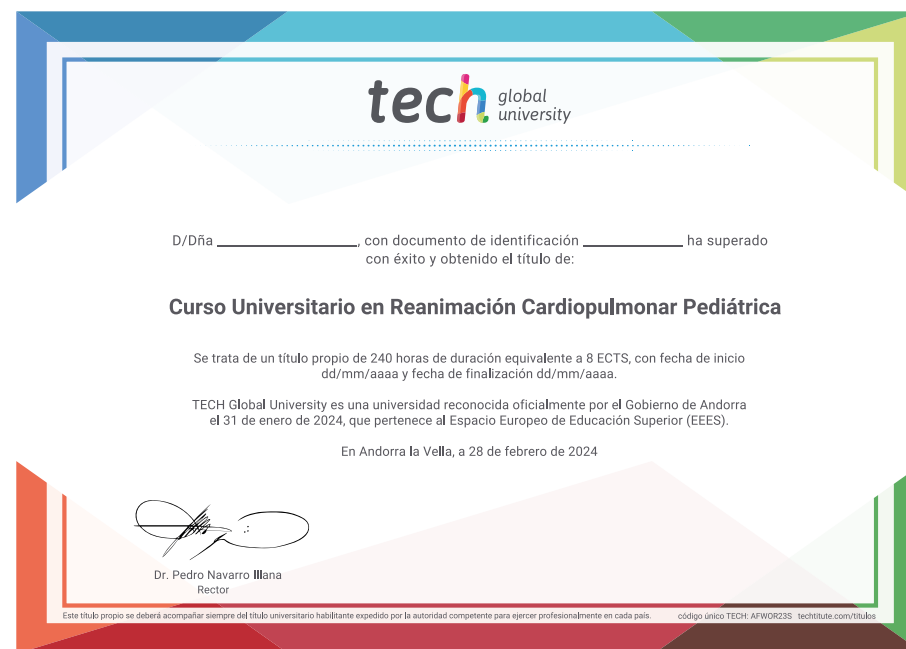 tech global university
D/Dña ____________________, con documento de identificación ______________ ha superado
con éxito y obtenido el título de:
Curso Universitario en Reanimación Cardiopulmonar Pediátrica
Se trata de un título propio de 240 horas de duración equivalente a 8 ECTS, con fecha de inicio
dd/mm/aaaa y fecha de finalización dd/mm/aaaa.
TECH Global University es una universidad reconocida oficialmente por el Gobierno de Andorra
el 31 de enero de 2024, que pertenece al Espacio Europeo de Educación Superior (EEES).
En Andorra la Vella, a 28 de febrero de 2024
Dr. Pedro Navarro Illana
Rector
Este título propio se deberá acompañar siempre del título universitario habilitante expedido por la autoridad competente para ejercer profesionalmente en cada país. código único TECH: AFWOR23S techtitute.com/titulos